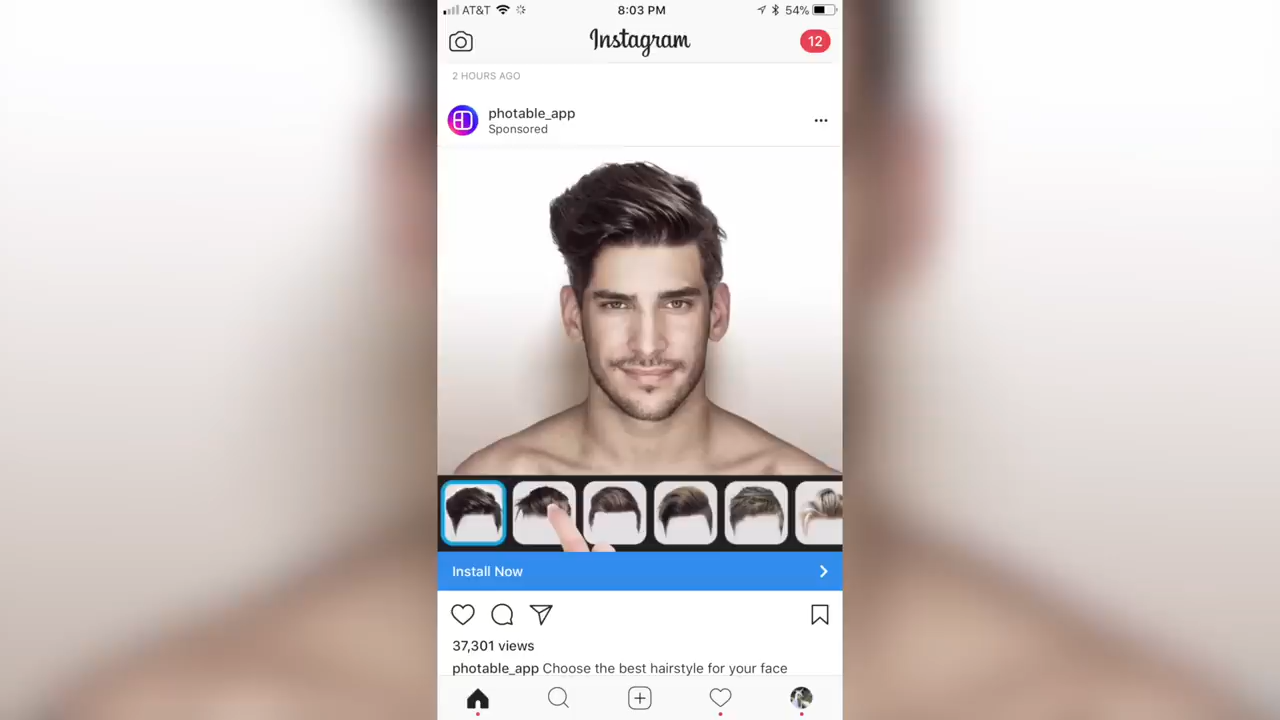 AT&T 8:03 PM 54%
Instagram 12
2 HOURS AGO
photable_app
Sponsored
Install Now
37,301 views
photable_app Choose the best hairstyle for your face